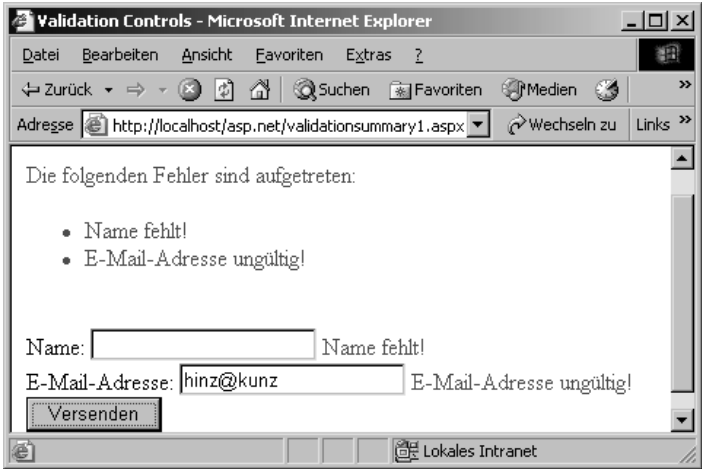 Validation Controls - Microsoft Internet Explorer
Datei Bearbeiten Ansicht Favoriten Extras ?
Zurück Suchen Favoriten Medien »
Adresse http://localhost/asp.net/validationsummary1.aspx Wechseln zu Links »
Die folgenden Fehler sind aufgetreten:
• Name fehlt!
• E-Mail-Adresse ungültig!
Name: Name fehlt!
E-Mail-Adresse: hinz@kunz E-Mail-Adresse ungültig!
Versenden
Lokales Intranet